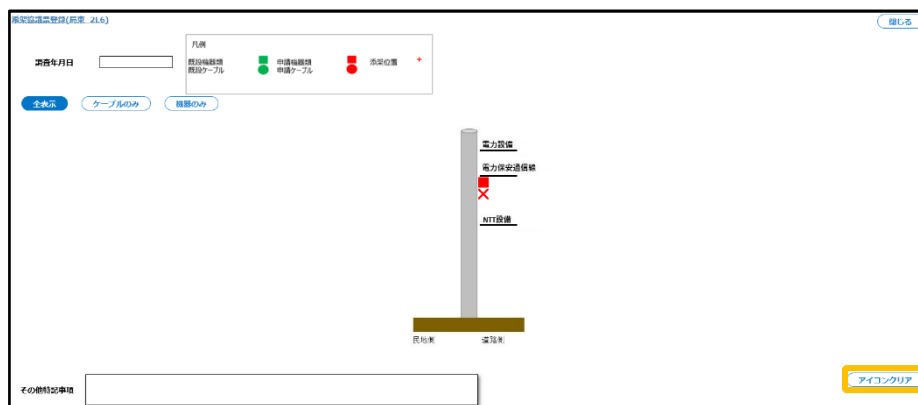 添架協議票登録(局東 2L6)
閉じる
凡例
調査年月日
既設機器類 申請機器類 添架位置
既設ケーブル 申請ケーブル
全表示 ケーブルのみ 機器のみ
電力設備
電力保安通信線
NTT設備
民地側 道路側
その他特記事項
アイコンクリア